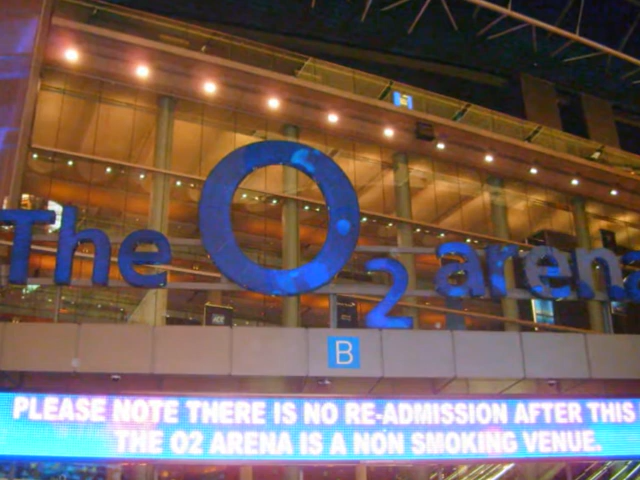 The O2 arena
B
PLEASE NOTE THERE IS NO RE-ADMISSION AFTER THIS
THE O2 ARENA IS A NON SMOKING VENUE.